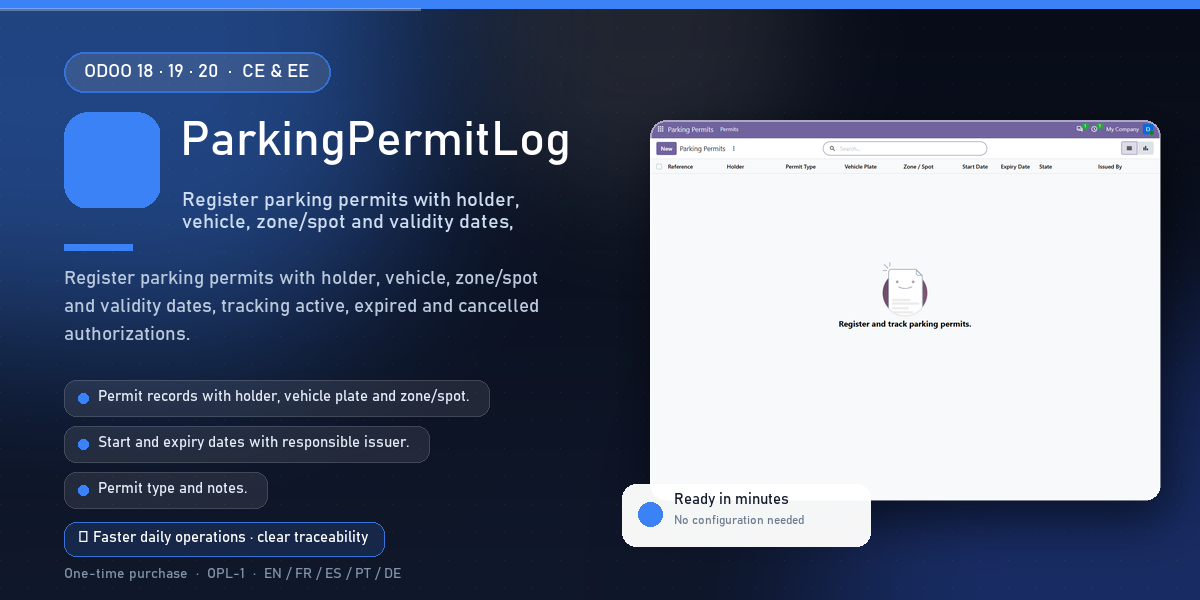 ODOO 18 · 19 · 20 · CE & EE
ParkingPermitLog
Register parking permits with holder,
vehicle, zone/spot and validity dates,
Register parking permits with holder, vehicle, zone/spot
and validity dates, tracking active, expired and cancelled
authorizations.
Permit records with holder, vehicle plate and zone/spot.
Start and expiry dates with responsible issuer.
Permit type and notes.
Faster daily operations · clear traceability
One-time purchase · OPL-1 · EN / FR / ES / PT / DE
Parking Permits Permits My Company D
New Parking Permits Search...
Reference Holder Permit Type Vehicle Plate Zone / Spot Start Date Expiry Date State Issued By
Register and track parking permits.
Ready in minutes
No configuration needed